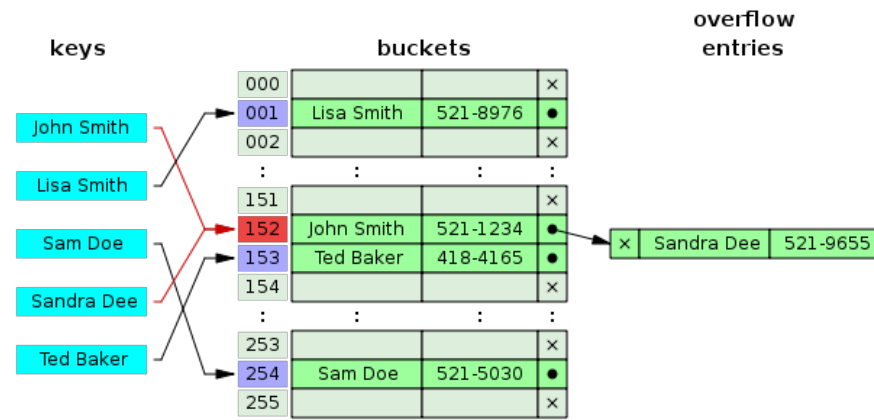 keys
buckets
overflow
entries
John Smith
Lisa Smith
Sam Doe
Sandra Dee
Ted Baker
000 ×
001 Lisa Smith 521-8976 ●
002 ×
: : : :
151 ×
152 John Smith 521-1234 ●
153 Ted Baker 418-4165 ●
154 ×
: : : :
253 ×
254 Sam Doe 521-5030 ●
255 ×
× Sandra Dee 521-9655